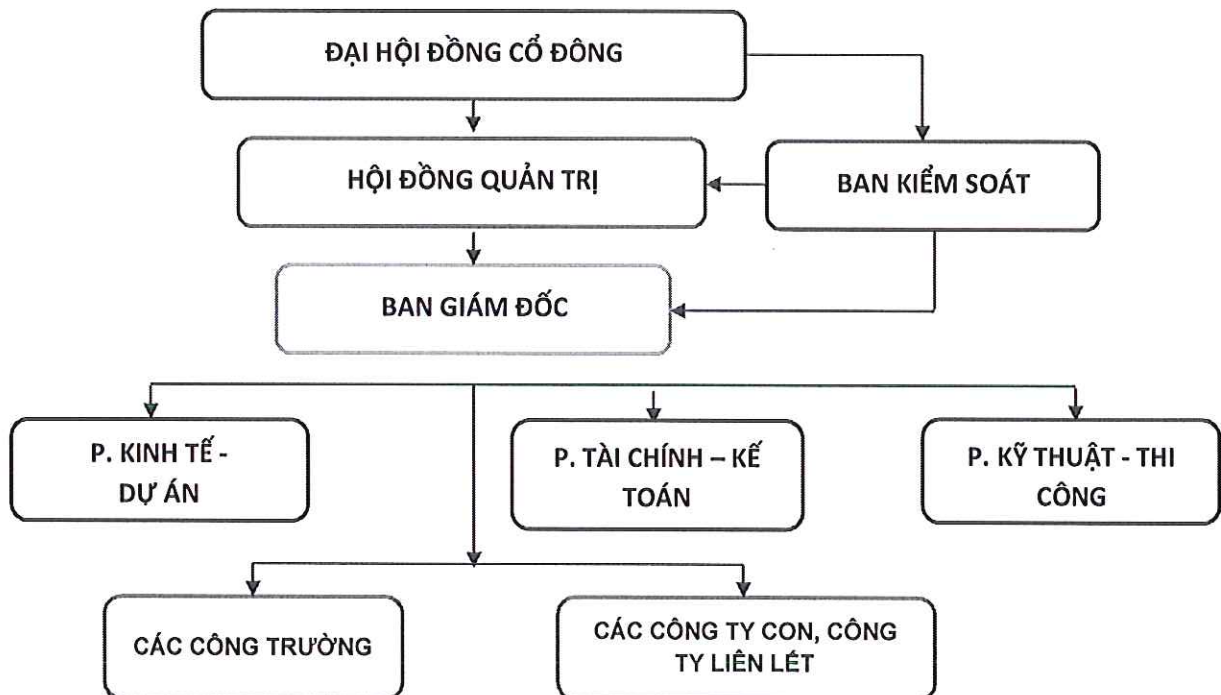 ĐẠI HỘI ĐỒNG CỔ ĐÔNG
HỘI ĐỒNG QUẢN TRỊ
BAN KIỂM SOÁT
BAN GIÁM ĐỐC
P. KINH TẾ -
DỰ ÁN
P. TÀI CHÍNH – KẾ
TOÁN
P. KỸ THUẬT - THI
CÔNG
CÁC CÔNG TRƯỜNG
CÁC CÔNG TY CON, CÔNG
TY LIÊN LÉT